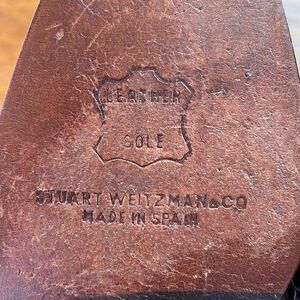 LEATHER
SOLE
STUART WEITZMAN & CO
MADE IN SPAIN